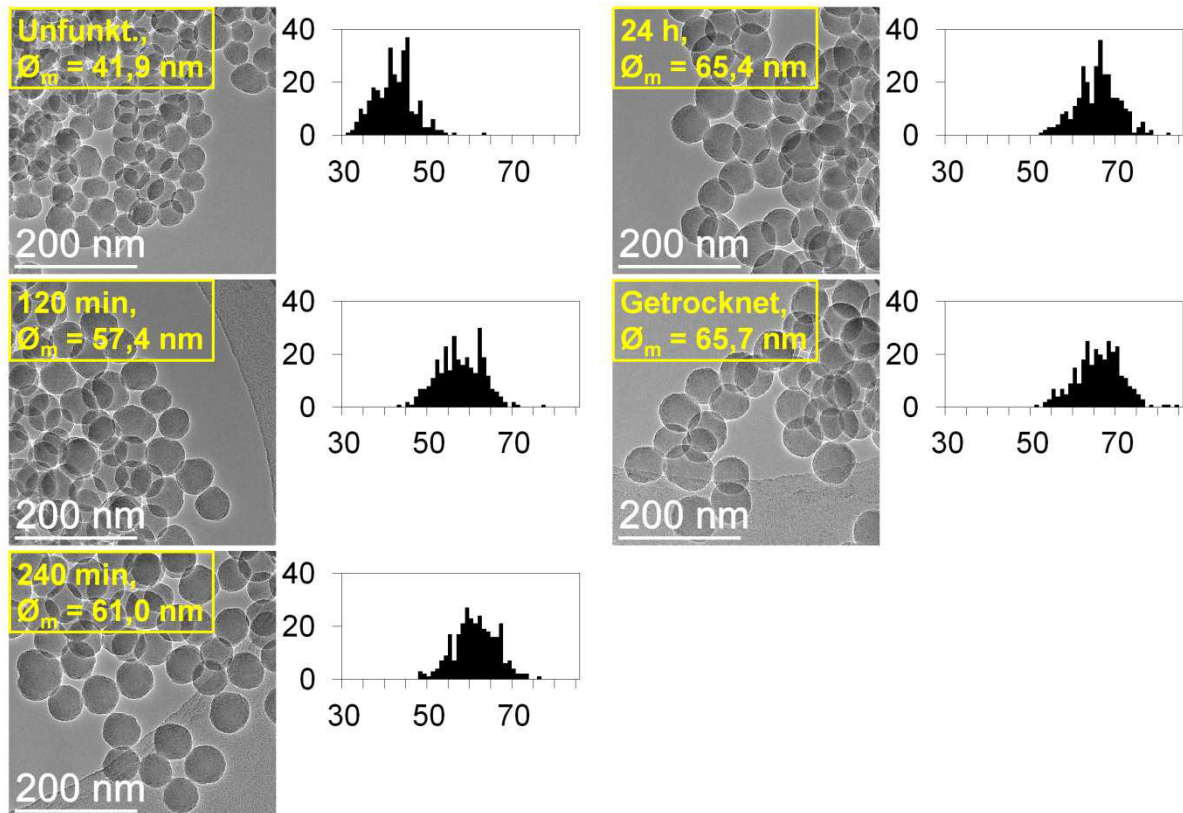 Unfunkt.,
Øm = 41,9 nm
200 nm
40
20
0
30 50 70
24 h,
Øm = 65,4 nm
200 nm
40
20
0
30 50 70
120 min,
Øm = 57,4 nm
200 nm
40
20
0
30 50 70
Getrocknet,
Øm = 65,7 nm
200 nm
40
20
0
30 50 70
240 min,
Øm = 61,0 nm
200 nm
40
20
0
30 50 70